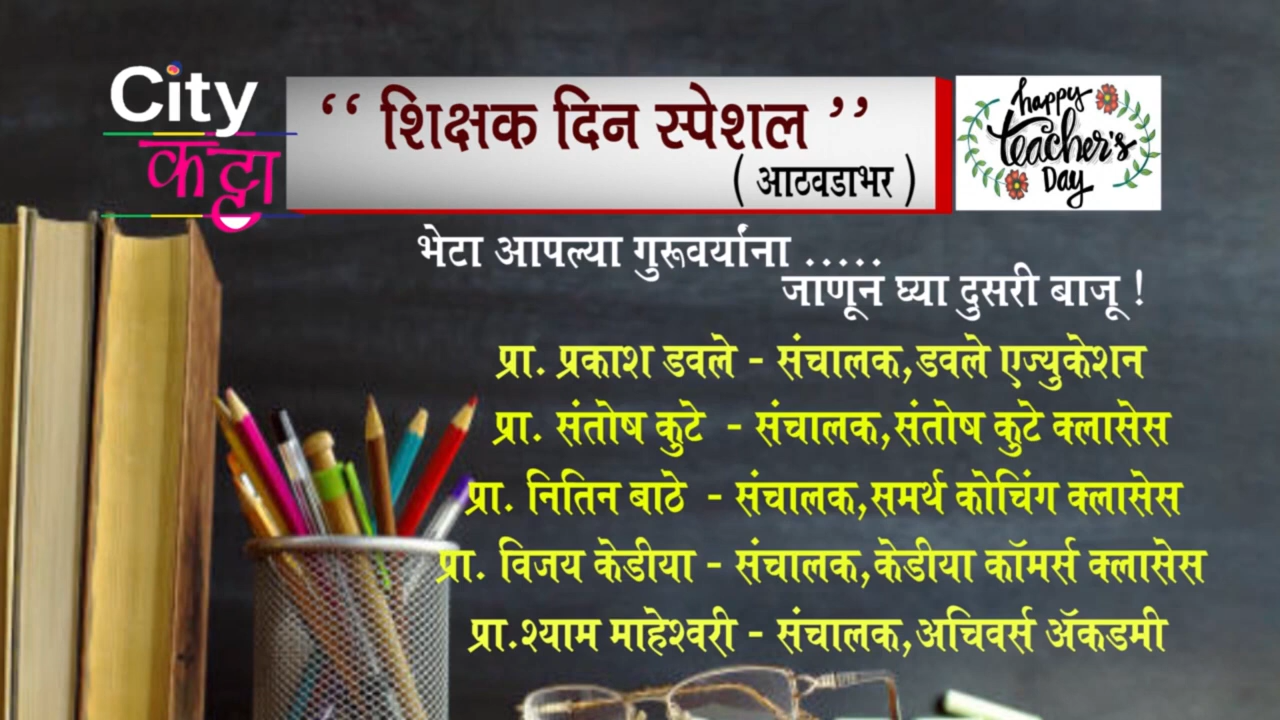 City
कट्टा
‘‘ शिक्षक दिन स्पेशल ’’
( आठवडाभर )
happy
teacher's
Day
भेटा आपल्या गुरूवर्यांना .....
जाणून घ्या दुसरी बाजू !
प्रा. प्रकाश डवले - संचालक,डवले एज्युकेशन
प्रा. संतोष कुटे - संचालक,संतोष कुटे क्लासेस
प्रा. नितिन बाठे - संचालक,समर्थ कोचिंग क्लासेस
प्रा. विजय केडीया - संचालक,केडीया कॉमर्स क्लासेस
प्रा.श्याम माहेश्वरी - संचालक,अचिवर्स ॲकडमी